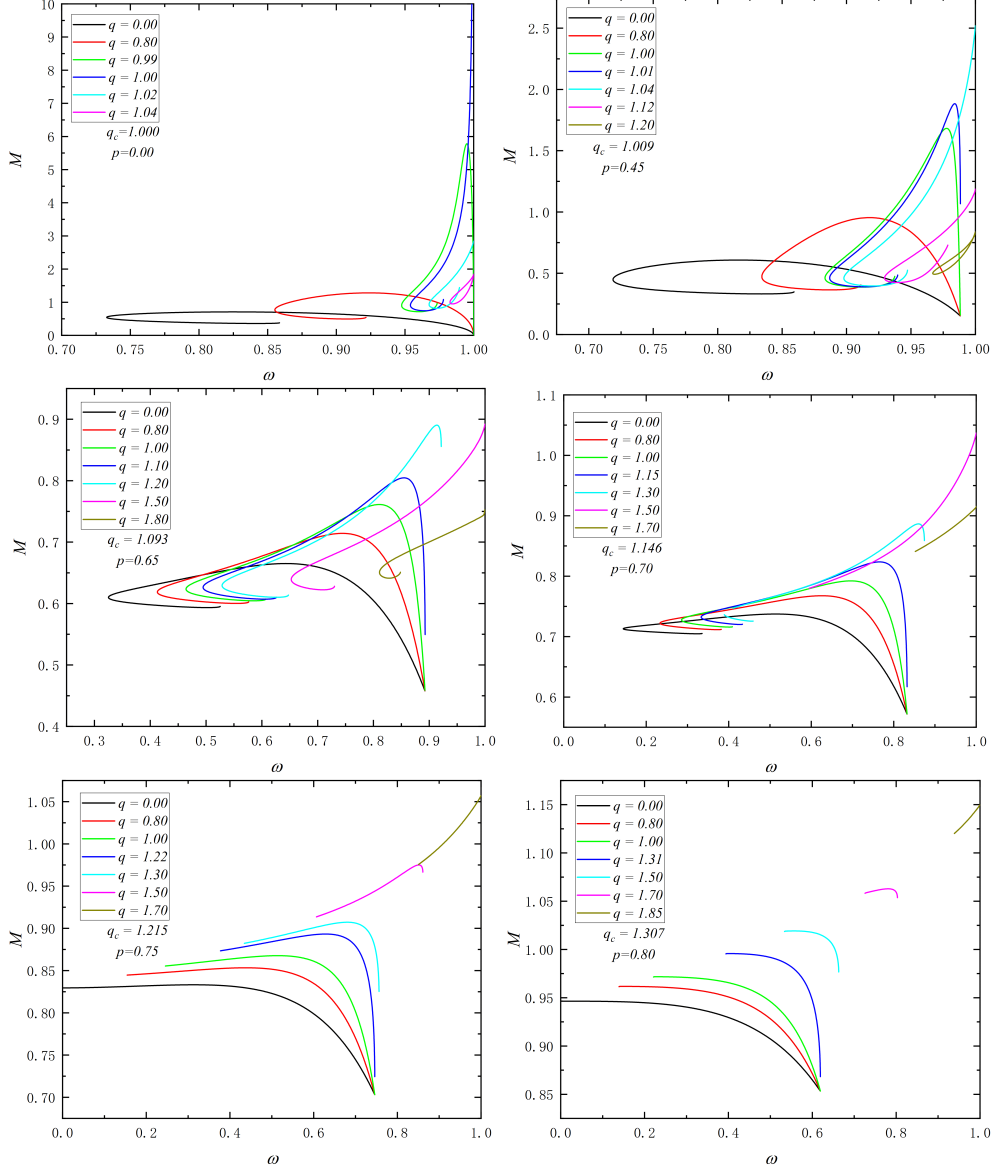 10
9
8
7
6
5
4
3
2
1
0
M
q = 0.00
q = 0.80
q = 0.99
q = 1.00
q = 1.02
q = 1.04
q_c=1.000
p=0.00
0.70 0.75 0.80 0.85 0.90 0.95 1.00
ω
2.5
2.0
1.5
1.0
0.5
0.0
M
q = 0.00
q = 0.80
q = 1.00
q = 1.01
q = 1.04
q = 1.12
q = 1.20
q_c = 1.009
p=0.45
0.70 0.75 0.80 0.85 0.90 0.95 1.00
ω
0.9
0.8
0.7
0.6
0.5
0.4
M
q = 0.00
q = 0.80
q = 1.00
q = 1.10
q = 1.20
q = 1.50
q = 1.80
q_c = 1.093
p=0.65
0.3 0.4 0.5 0.6 0.7 0.8 0.9 1.0
ω
1.1
1.0
0.9
0.8
0.7
0.6
M
q = 0.00
q = 0.80
q = 1.00
q = 1.15
q = 1.30
q = 1.50
q = 1.70
q_c = 1.146
p=0.70
0.0 0.2 0.4 0.6 0.8 1.0
ω
1.05
1.00
0.95
0.90
0.85
0.80
0.75
0.70
M
q = 0.00
q = 0.80
q = 1.00
q = 1.22
q = 1.30
q = 1.50
q = 1.70
q_c = 1.215
p=0.75
0.0 0.2 0.4 0.6 0.8 1.0
ω
1.15
1.10
1.05
1.00
0.95
0.90
0.85
M
q = 0.00
q = 0.80
q = 1.00
q = 1.31
q = 1.50
q = 1.70
q = 1.85
q_c = 1.307
p=0.80
0.0 0.2 0.4 0.6 0.8 1.0
ω